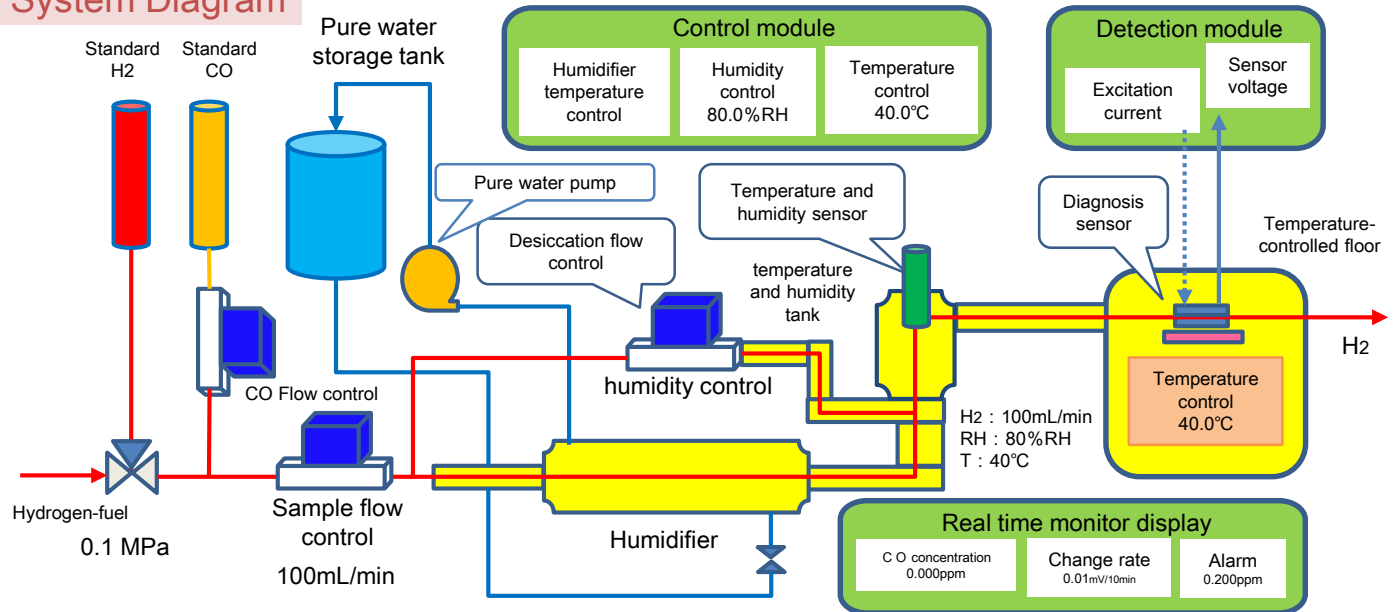 System Diagram
Standard
H2
Standard
CO
Pure water
storage tank
Control module
Humidifier
temperature
control
Humidity
control
80.0%RH
Temperature
control
40.0℃
Detection module
Excitation
current
Sensor
voltage
Pure water pump
Desiccation flow
control
Temperature and
humidity sensor
Diagnosis
sensor
Temperature-
controlled floor
temperature
and humidity
tank
CO Flow control
humidity control
H2
Temperature
control
40.0℃
H2：100mL/min
RH：80%RH
T：40℃
Hydrogen-fuel
0.1 MPa
Sample flow
control
100mL/min
Humidifier
Real time monitor display
C O concentration
0.000ppm
Change rate
0.01mV/10min
Alarm
0.200ppm